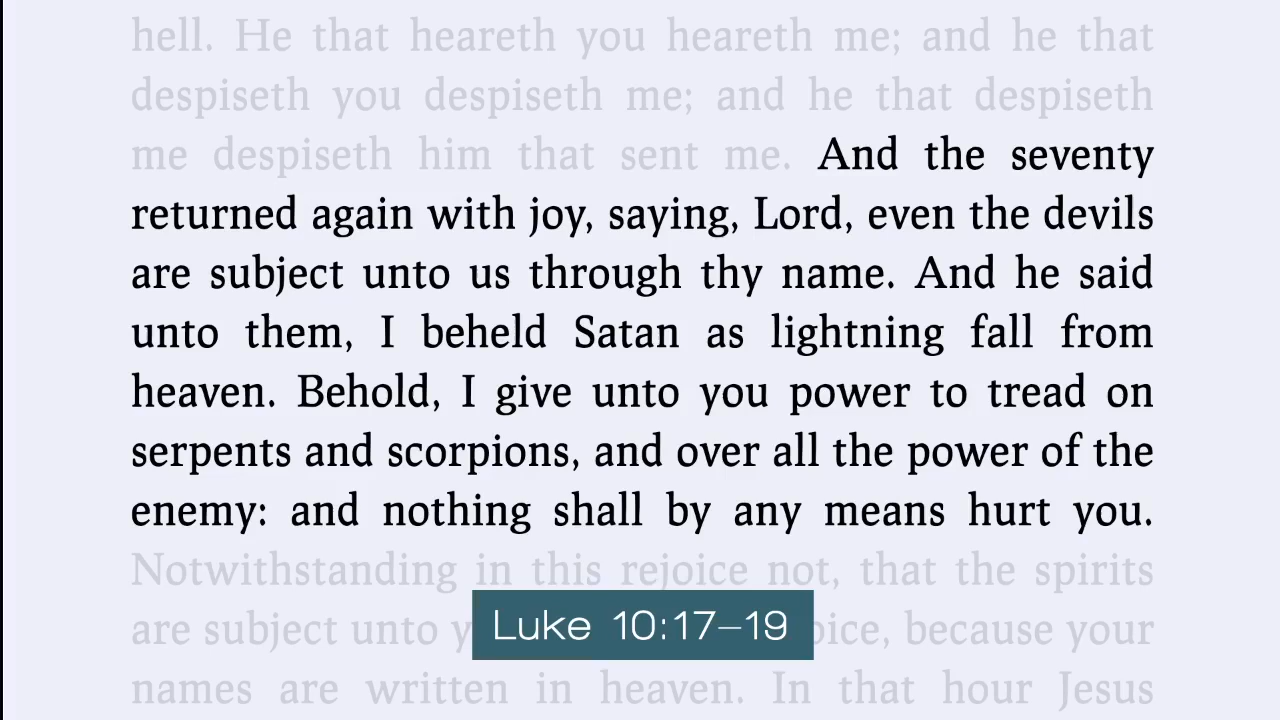 hell. He that heareth you heareth me; and he that
despiseth you despiseth me; and he that despiseth
me despiseth him that sent me. And the seventy
returned again with joy, saying, Lord, even the devils
are subject unto us through thy name. And he said
unto them, I beheld Satan as lightning fall from
heaven. Behold, I give unto you power to tread on
serpents and scorpions, and over all the power of the
enemy: and nothing shall by any means hurt you.
Notwithstanding in this rejoice not, that the spirits
are subject unto y
Luke 10:17–19
oice, because your
names are written in heaven. In that hour Jesus